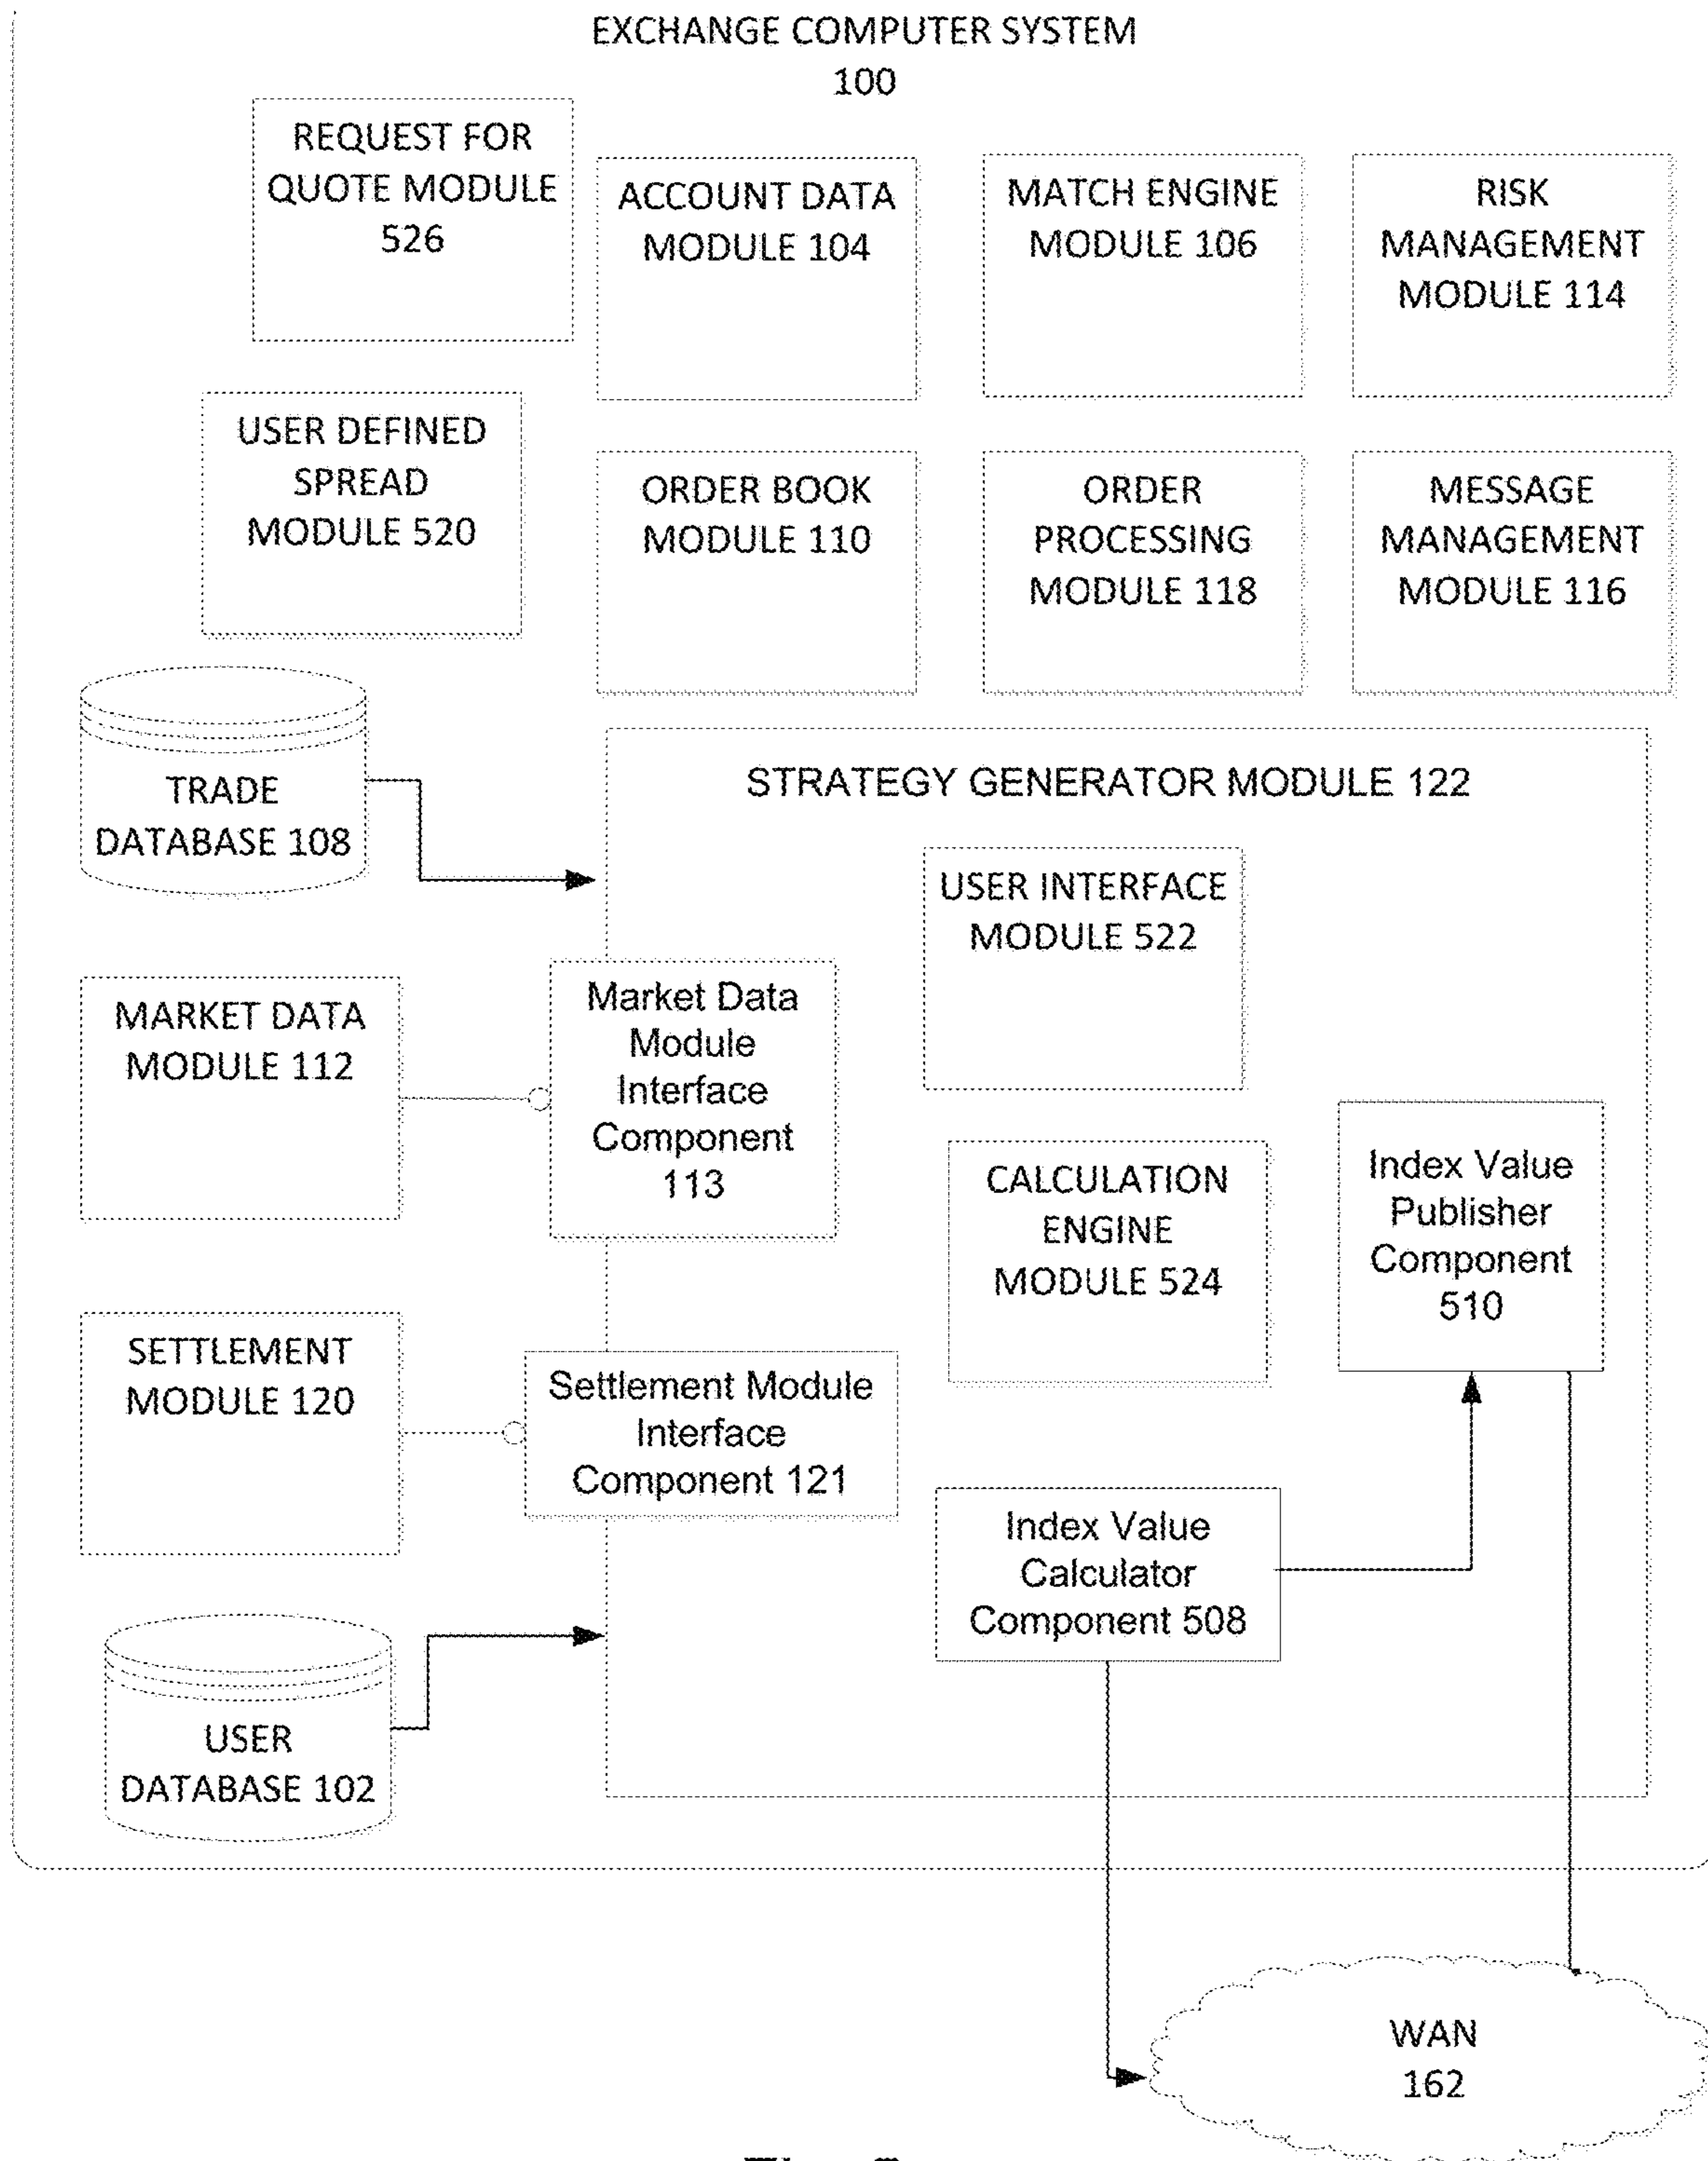 EXCHANGE COMPUTER SYSTEM
100
REQUEST FOR
QUOTE MODULE
526
ACCOUNT DATA
MODULE 104
MATCH ENGINE
MODULE 106
RISK
MANAGEMENT
MODULE 114
USER DEFINED
SPREAD
MODULE 520
ORDER BOOK
MODULE 110
ORDER
PROCESSING
MODULE 118
MESSAGE
MANAGEMENT
MODULE 116
TRADE
DATABASE 108
STRATEGY GENERATOR MODULE 122
USER INTERFACE
MODULE 522
MARKET DATA
MODULE 112
Market Data
Module
Interface
Component
113
CALCULATION
ENGINE
MODULE 524
Index Value
Publisher
Component
510
SETTLEMENT
MODULE 120
Settlement Module
Interface
Component 121
Index Value
Calculator
Component 508
USER
DATABASE 102
WAN
162